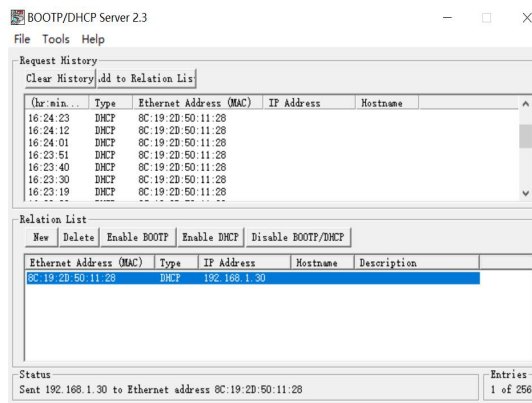 BOOTP/DHCP Server 2.3
File Tools Help
Request History
Clear History dd to Relation Lis
(hr:min... Type Ethernet Address (MAC) IP Address Hostname
16:24:23 DHCP 8C:19:2D:50:11:28
16:24:12 DHCP 8C:19:2D:50:11:28
16:24:01 DHCP 8C:19:2D:50:11:28
16:23:51 DHCP 8C:19:2D:50:11:28
16:23:40 DHCP 8C:19:2D:50:11:28
16:23:30 DHCP 8C:19:2D:50:11:28
16:23:19 DHCP 8C:19:2D:50:11:28
Relation List
New Delete Enable BOOTP Enable DHCP Disable BOOTP/DHCP
Ethernet Address (MAC) Type IP Address Hostname Description
8C:19:2D:50:11:28 DHCP 192.168.1.30
Status
Sent 192.168.1.30 to Ethernet address 8C:19:2D:50:11:28
Entries
1 of 256